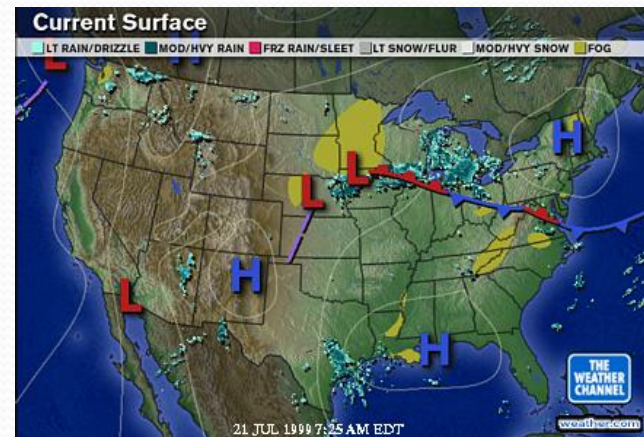 Current Surface
LT RAIN/DRIZZLE MOD/HVY RAIN FRZ RAIN/SLEET LT SNOW/FLUR MOD/HVY SNOW FOG
L
H
L
L
H
H
L
H
THE
WEATHER
CHANNEL
weather.com
21 JUL 1999 7:25 AM EDT